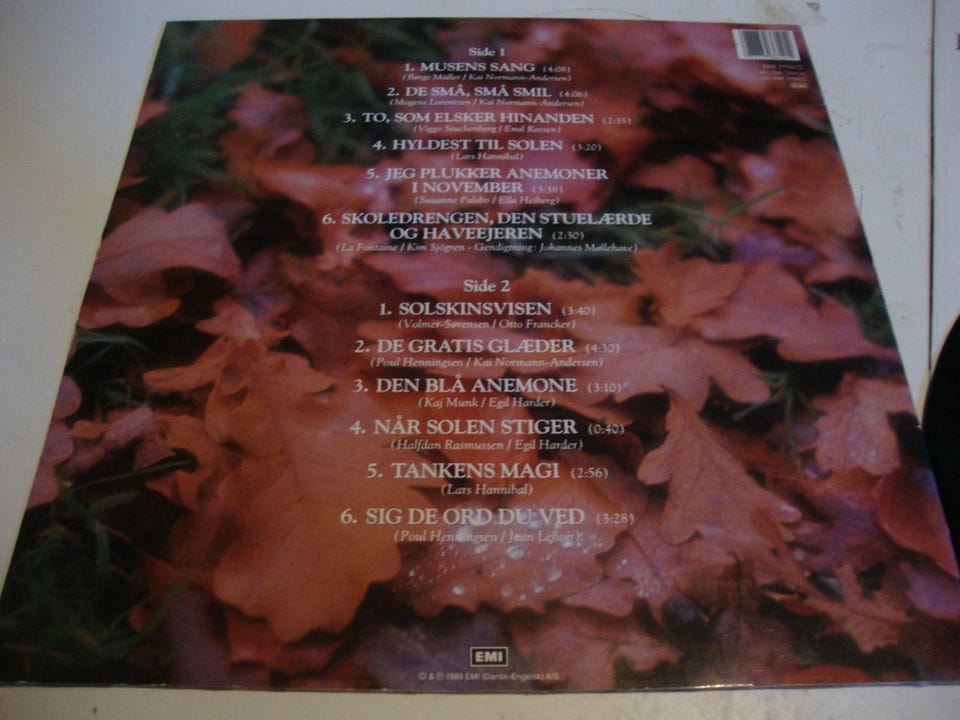 Side 1
1. MUSENS SANG (4:08)
(Børge Müller / Kai Normann-Andersen)
2. DE SMÅ, SMÅ SMIL (4:06)
(Mogens Lorentzen / Kai Normann-Andersen)
3. TO, SOM ELSKER HINANDEN (2:35)
(Viggo Stuckenberg / Emil Reesen)
4. HYLDEST TIL SOLEN (3:20)
(Lars Hannibal)
5. JEG PLUKKER ANEMONER
I NOVEMBER (3:38)
(Susanne Palsbo / Ella Heiberg)
6. SKOLEDRENGEN, DEN STUELÆRDE
OG HAVEEJEREN (2:30)
(La Fontaine / Kim Sjögren - Gendigtning: Johannes Møllehave)
Side 2
1. SOLSKINSVISEN (3:40)
(Volmer-Sørensen / Otto Francker)
2. DE GRATIS GLÆDER (4:30)
(Poul Henningsen / Kai Normann-Andersen)
3. DEN BLÅ ANEMONE (3:10)
(Kaj Munk / Egil Harder)
4. NÅR SOLEN STIGER (0:40)
(Halfdan Rasmussen / Egil Harder)
5. TANKENS MAGI (2:56)
(Lars Hannibal)
6. SIG DE ORD DU VED (3:28)
(Poul Henningsen / Jean Lenoir)
EMI
© & ℗ 1989 EMI (Dansk-Engelsk) A/S